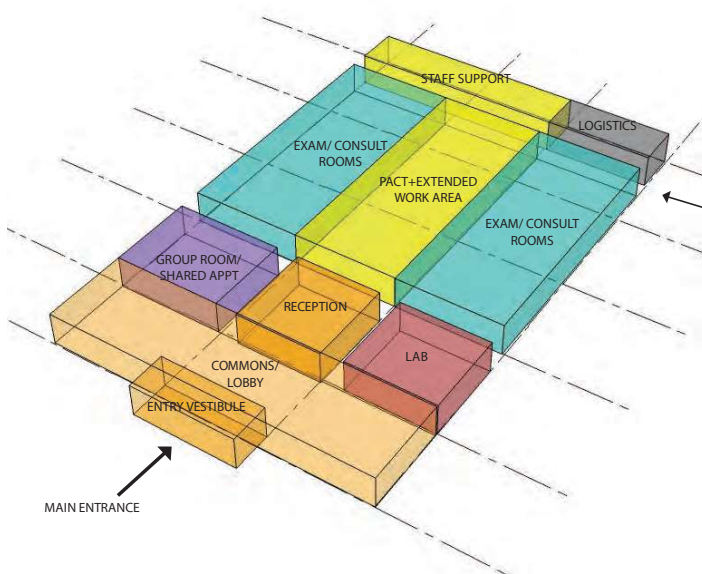 STAFF SUPPORT
LOGISTICS
EXAM/ CONSULT
ROOMS
PACT+EXTENDED
WORK AREA
EXAM/ CONSULT
ROOMS
GROUP ROOM/
SHARED APPT
RECEPTION
LAB
COMMONS/
LOBBY
ENTRY VESTIBULE
MAIN ENTRANCE